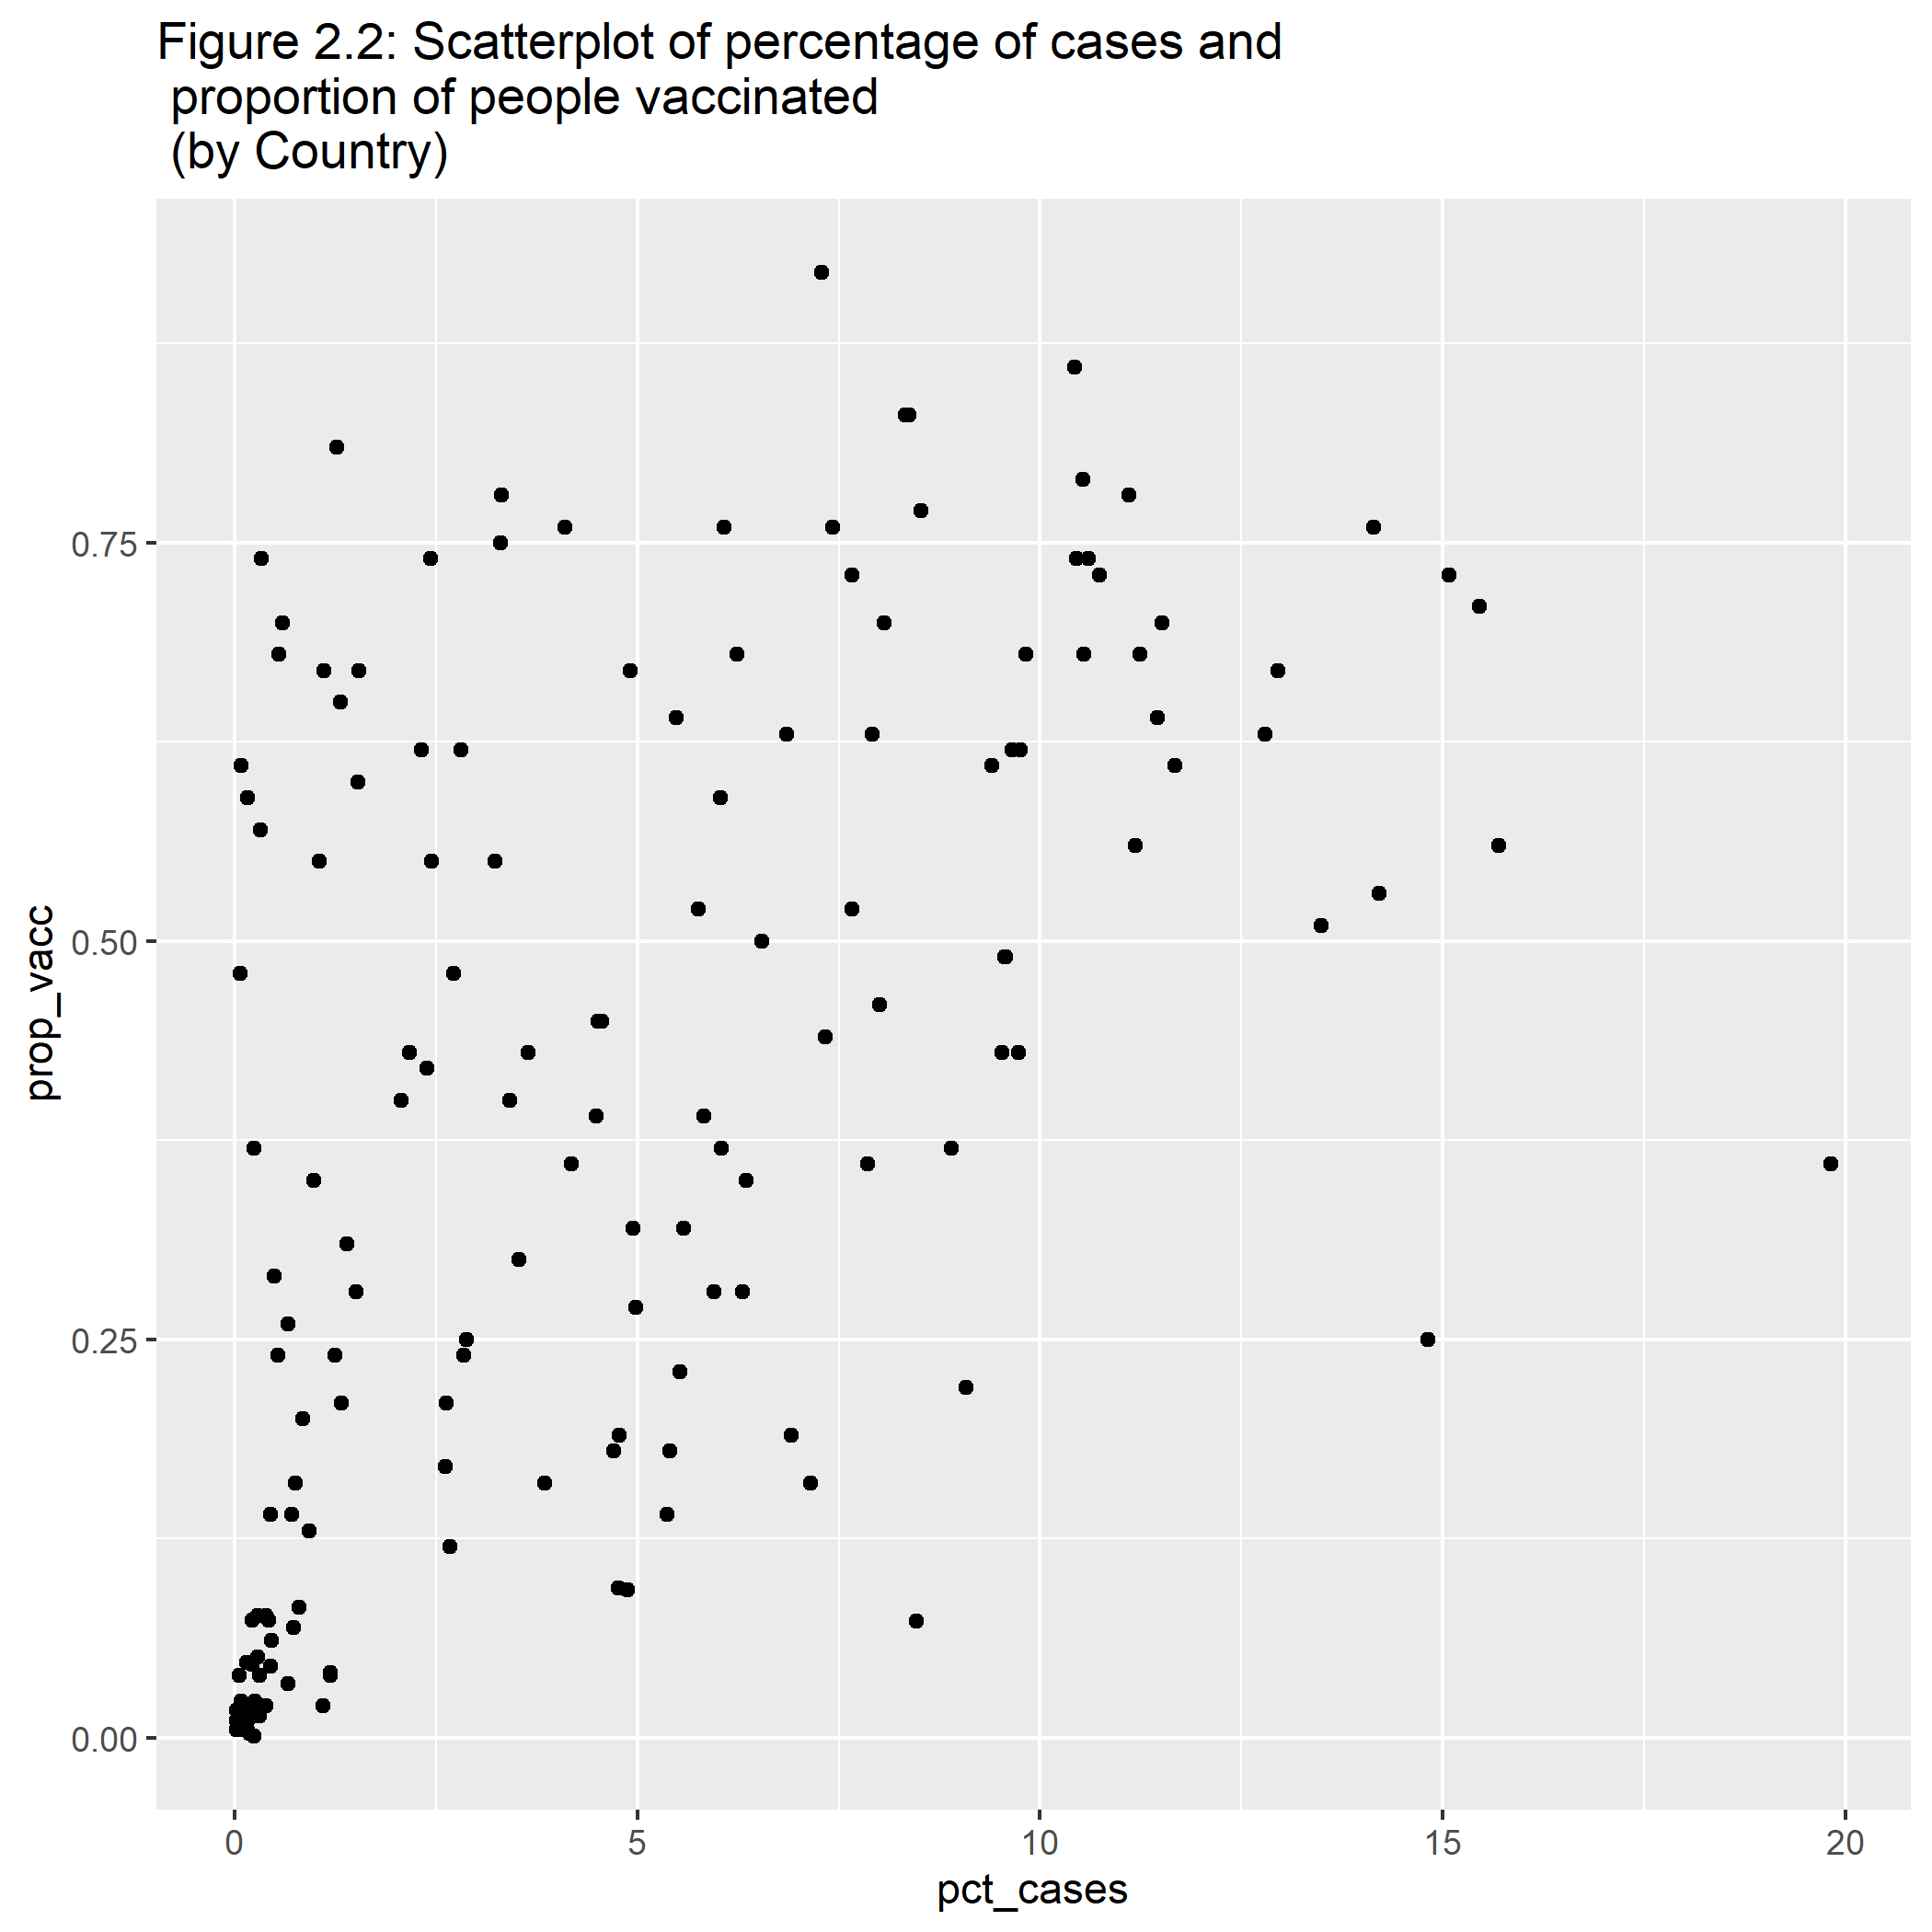 Figure 2.2: Scatterplot of percentage of cases and
proportion of people vaccinated
(by Country)
0.75
0.50
0.25
0.00
prop_vacc
0 5 10 15 20
pct_cases